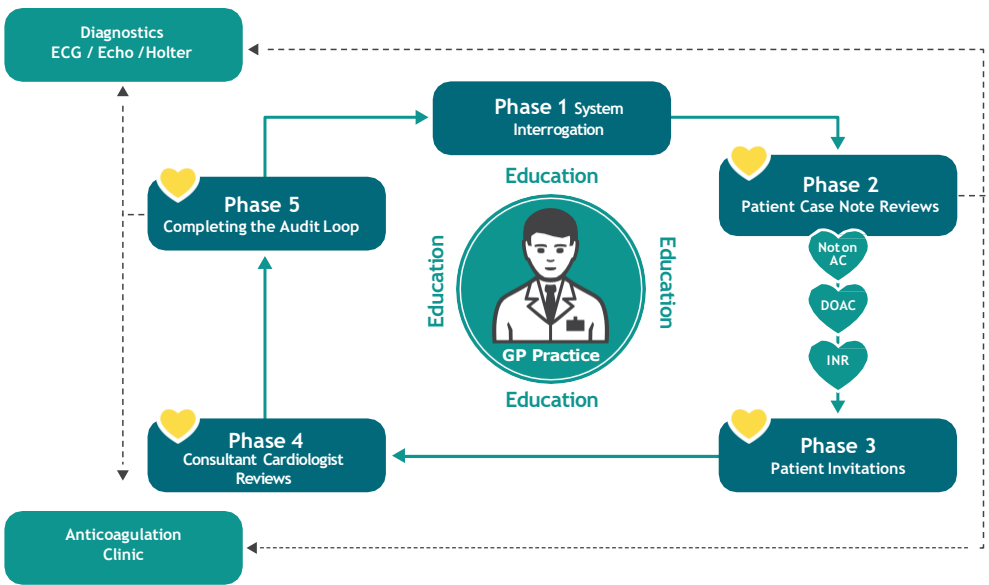 Diagnostics
ECG / Echo /Holter
Phase 1 System
Interrogation
Phase 2
Patient Case Note Reviews
Not on
AC
DOAC
INR
Phase 3
Patient Invitations
Phase 4
Consultant Cardiologist
Reviews
Phase 5
Completing the Audit Loop
Education
Education
Education
GP Practice
Education
Anticoagulation
Clinic